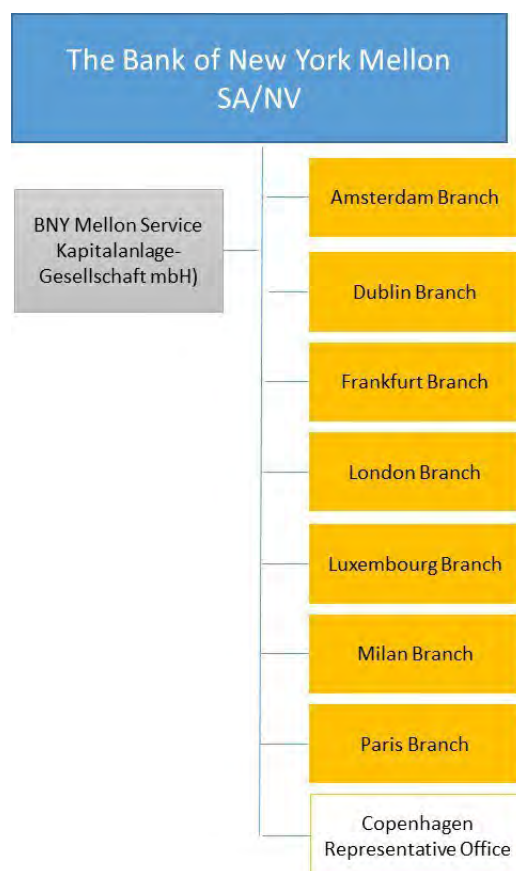 The Bank of New York Mellon
SA/NV
BNY Mellon Service
Kapitalanlage-
Gesellschaft mbH)
Amsterdam Branch
Dublin Branch
Frankfurt Branch
London Branch
Luxembourg Branch
Milan Branch
Paris Branch
Copenhagen
Representative Office